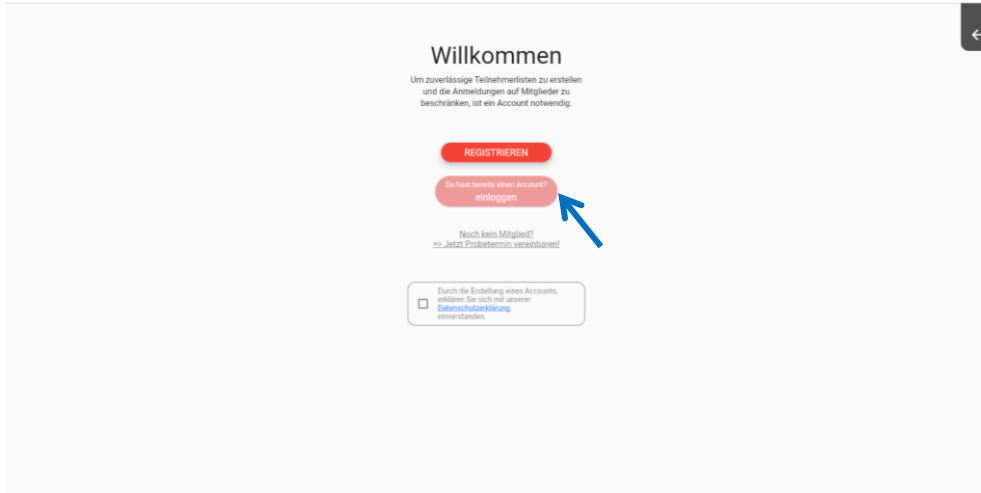 Willkommen
Um zuverlässige Teilnehmerlisten zu erstellen
und die Anmeldungen auf Mitglieder zu
beschränken, ist ein Account notwendig.
REGISTRIEREN
Du hast bereits einen Account?
einloggen
Noch kein Mitglied?
=> Jetzt Probetermin vereinbaren!
Durch die Erstellung eines Accounts,
erklären Sie sich mit unserer
Datenschutzerklärung
einverstanden.